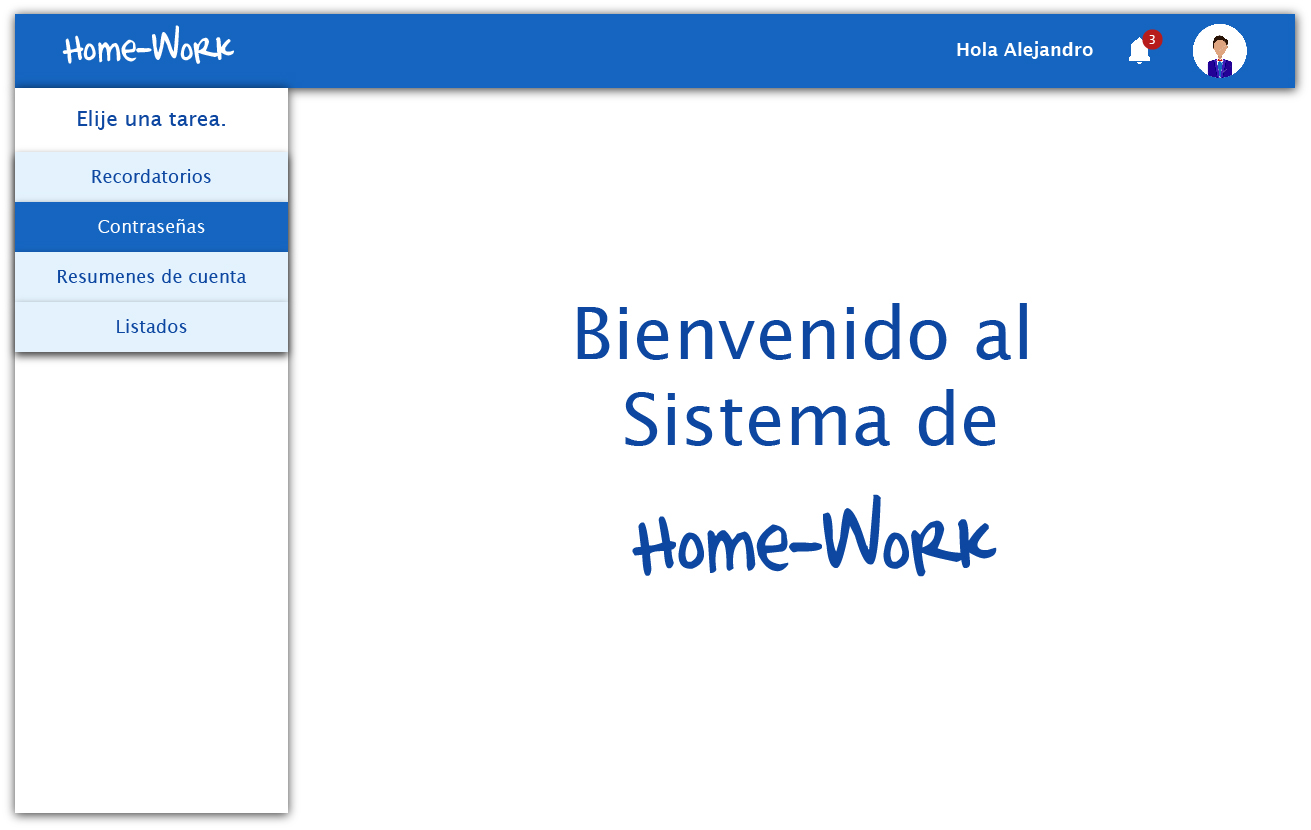 Home-Work
Hola Alejandro
3
Elije una tarea.
Recordatorios
Contraseñas
Resumenes de cuenta
Listados
Bienvenido al
Sistema de
Home-Work